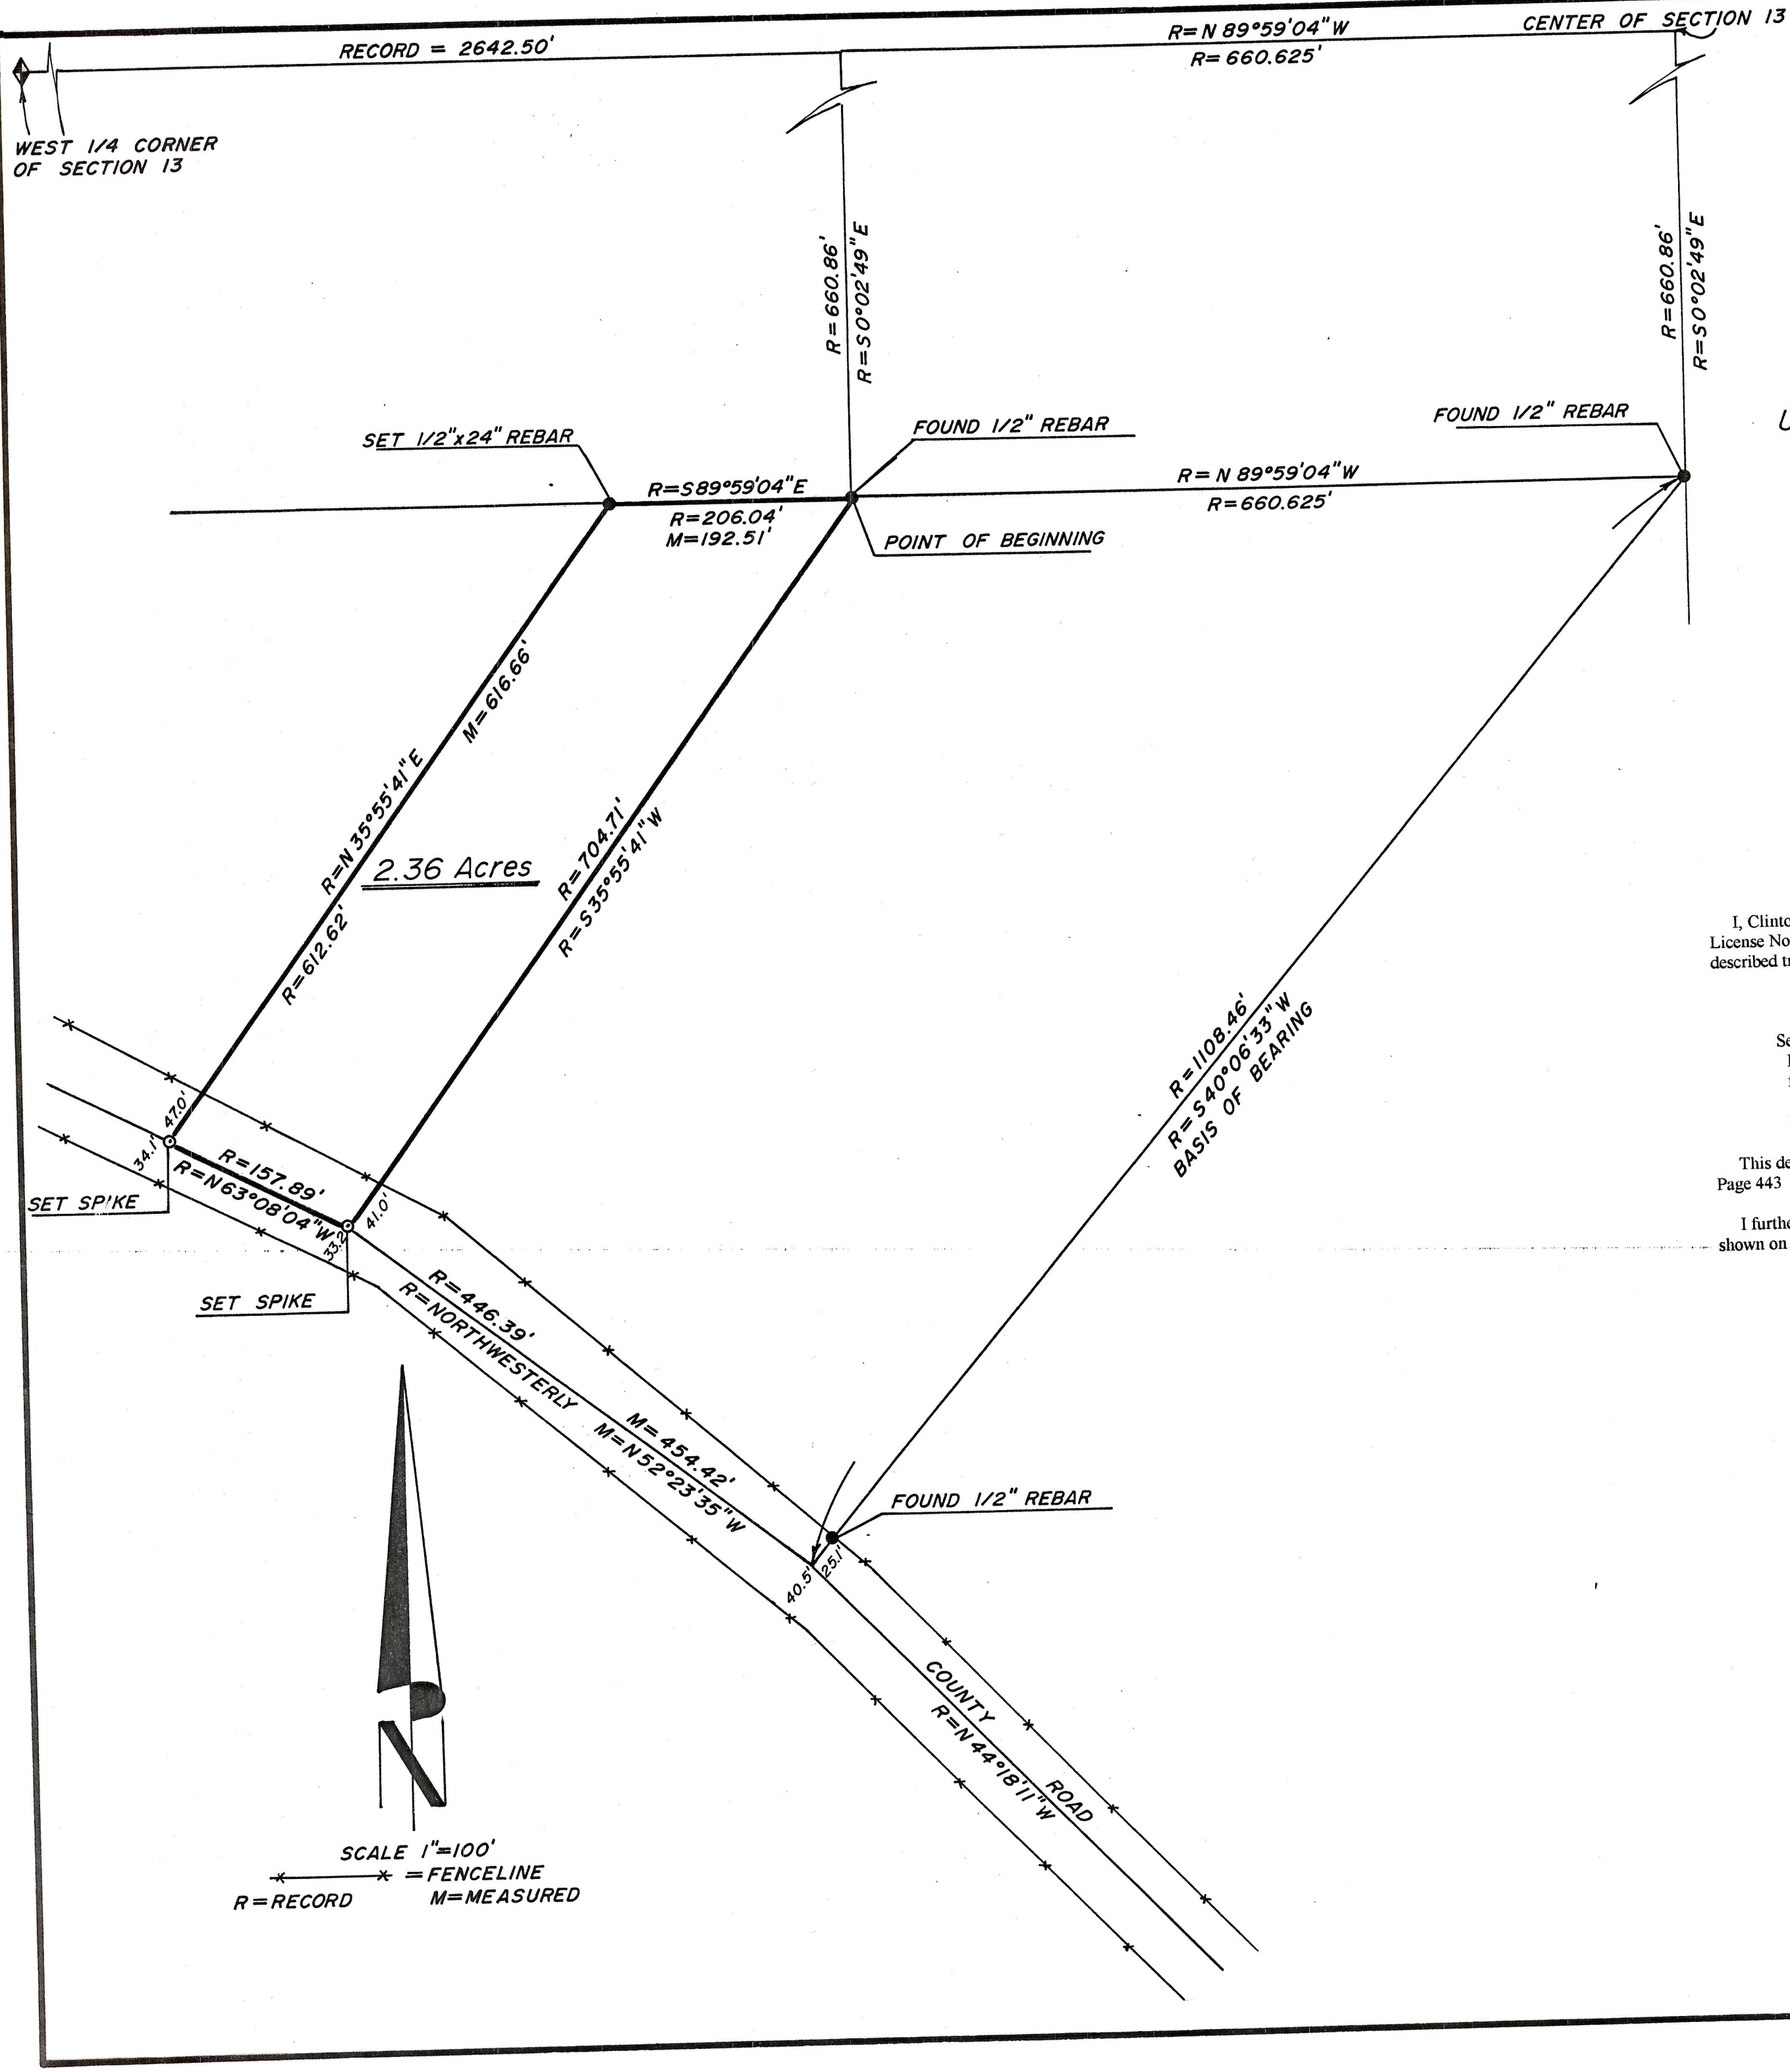 CENTER OF SECTION 13
R= N 89°59'04" W
R= 660.625'
RECORD = 2642.50'
WEST 1/4 CORNER
OF SECTION 13
R= 660.86'
R=S0°02'49"E
R=660.86'
R=S0°02'49"E
SET 1/2"x24" REBAR
FOUND 1/2" REBAR
FOUND 1/2" REBAR
R=S89°59'04"E
R=206.04'
M=192.51'
R= N 89°59'04"W
R=660.625'
POINT OF BEGINNING
M=616.66'
R=N 35°55'41"E
R=612.62'
2.36 Acres
R=704.71'
R=S35°55'41"W
I, Clinto
License No
described t
R=1108.46'
R=S40°06'33"W
BASIS OF BEARING
Se
This de
Page 443
I furthe
shown on
47.0'
34.1'
R=157.89'
R=N63°08'04"W
SET SPIKE
41.0'
33.2
SET SPIKE
R=446.39'
R=NORTHWESTERLY
M=454.42'
M=N52°23'35"W
FOUND 1/2" REBAR
40.5'
25.1'
COUNTY ROAD
R=N44°18'11"W
N
SCALE 1"=100'
= FENCELINE
R=RECORD M=MEASURED